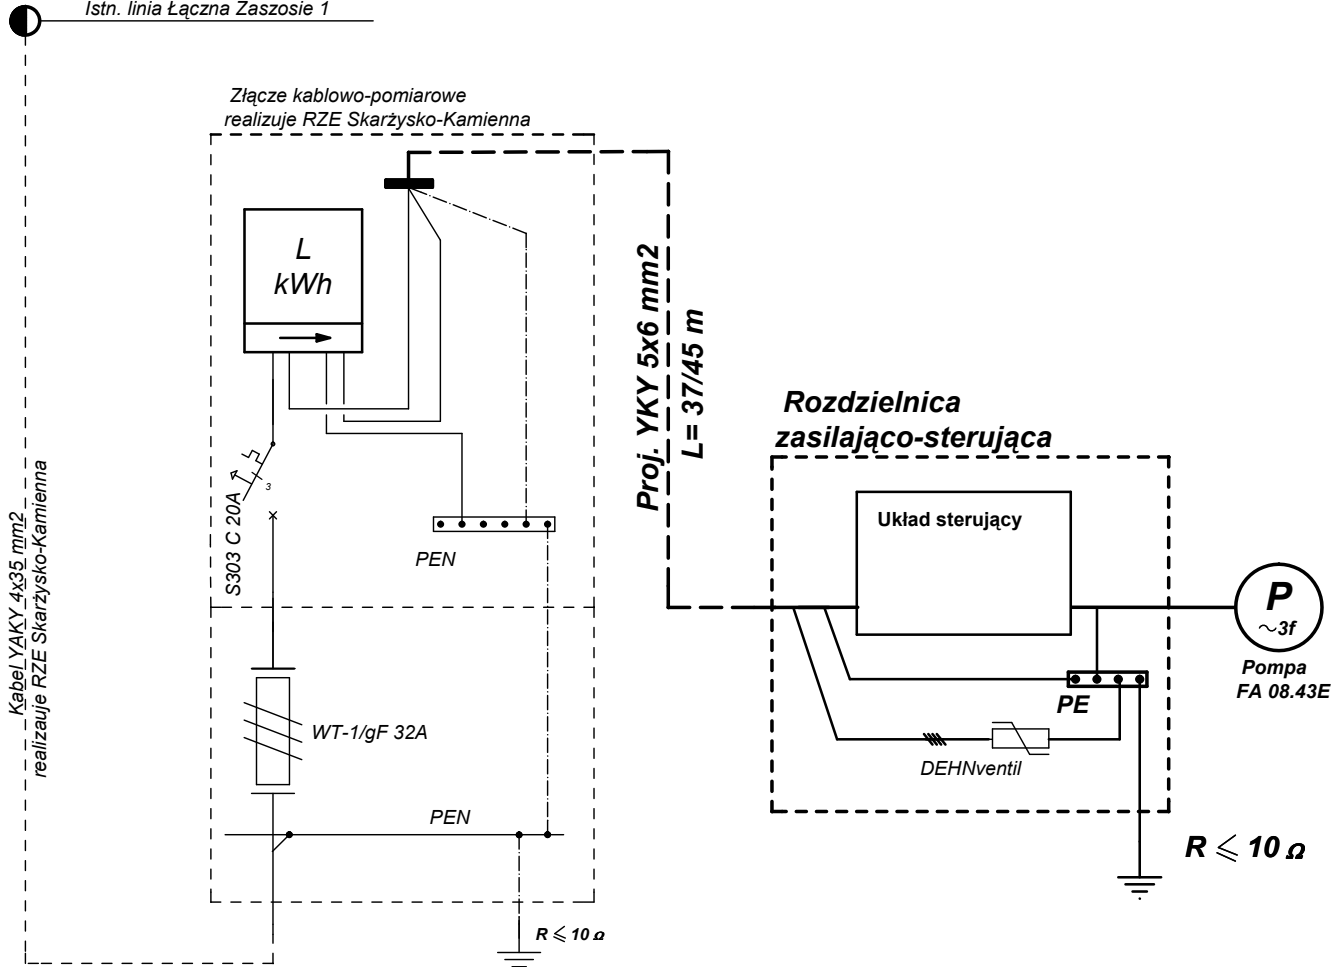 Istn. linia Łączna Zaszosie 1
Złącze kablowo-pomiarowe
realizuje RZE Skarżysko-Kamienna
L
kWh
S303 C 20A
3
PEN
WT-1/gF 32A
PEN
R ⩽ 10 Ω
Kabel YAKY 4x35 mm2
realizauje RZE Skarżysko-Kamienna
Proj. YKY 5x6 mm2
L= 37/45 m
Rozdzielnica
zasilająco-sterująca
Układ sterujący
PE
DEHNventil
P
~3f
Pompa
FA 08.43E
R ⩽ 10 Ω